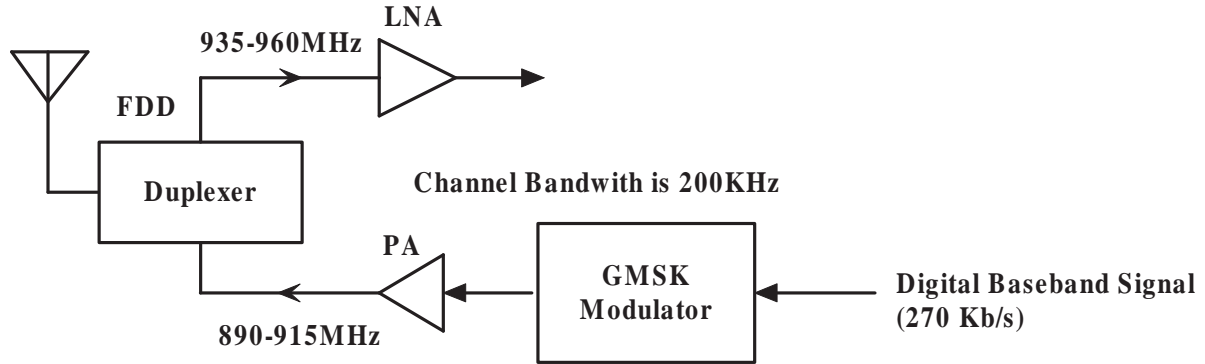 LNA
935-960MHz
FDD
Duplexer
Channel Bandwith is 200KHz
PA
GMSK
Modulator
Digital Baseband Signal
(270 Kb/s)
890-915MHz